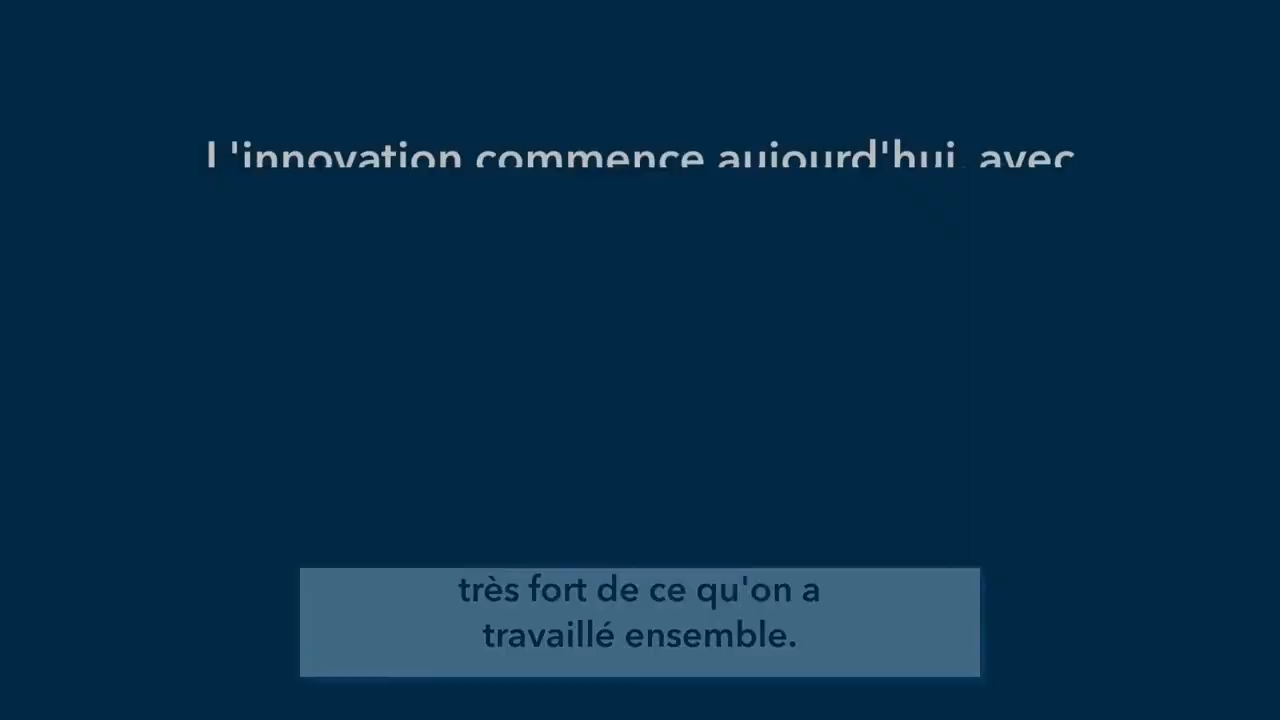 L'innovation commence aujourd'hui, avec
très fort de ce qu'on a
travaillé ensemble.